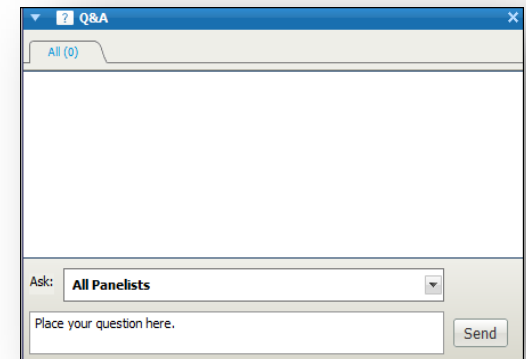 ? Q&A
All (0)
Ask: All Panelists
Place your question here.
Send